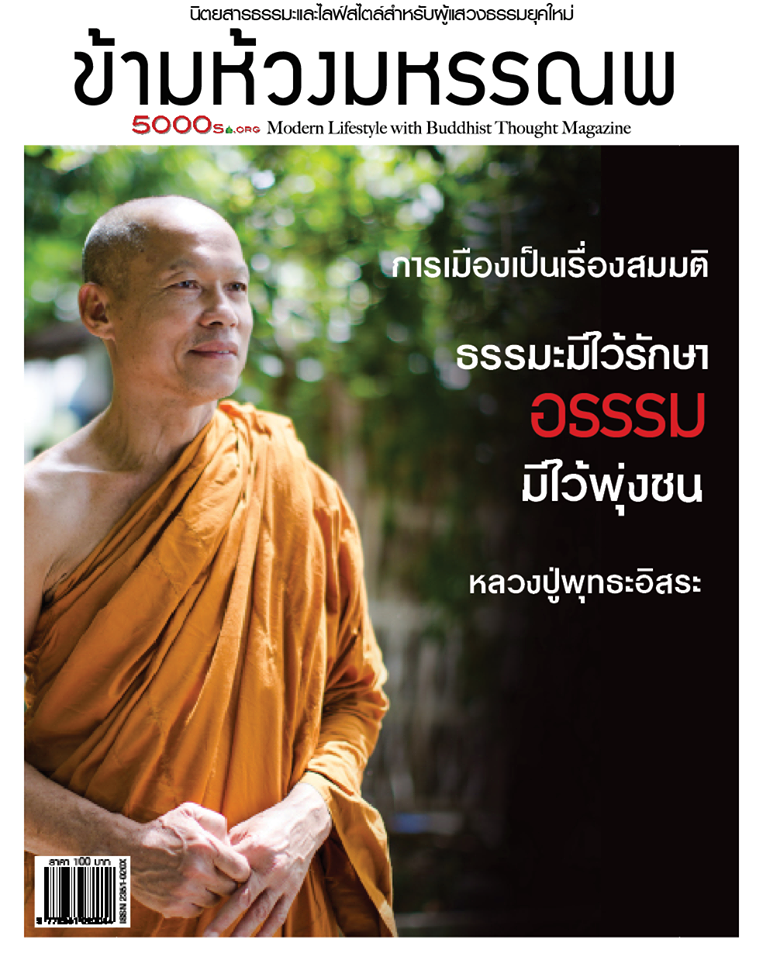 นิตยสารธรรมะและไลฟ์สไตล์สำหรับผู้แสวงธรรมยุคใหม่
ข้ามห้วงมหรรณพ
5000s.ORG Modern Lifestyle with Buddhist Thought Magazine
การเมืองเป็นเรื่องสมมติ
ธรรมะมีไว้รักษา
อธรรม
มีไว้พุ่งชน
หลวงปู่พุทธะอิสระ
ราคา 100 บาท
ISSN 2351-020X